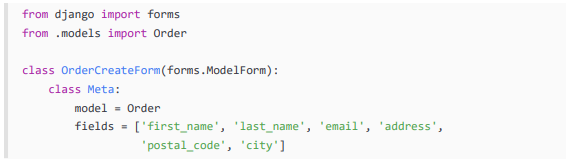 from django import forms
from .models import Order

class OrderCreateForm(forms.ModelForm):
    class Meta:
        model = Order
        fields = ['first_name', 'last_name', 'email', 'address',
                  'postal_code', 'city']